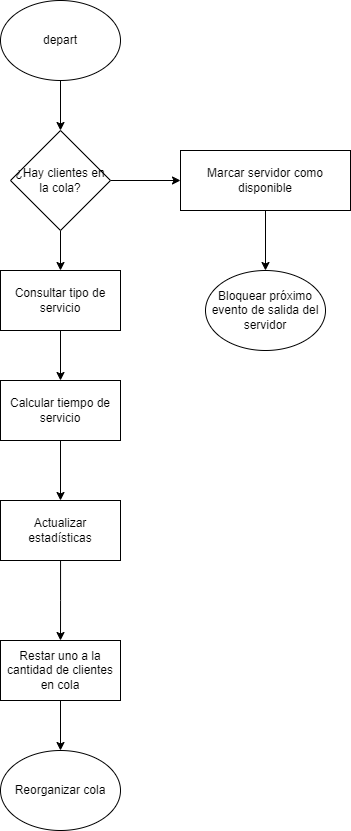 depart
¿Hay clientes en
la cola?
Marcar servidor como
disponible
Consultar tipo de
servicio
Bloquear próximo
evento de salida del
servidor
Calcular tiempo de
servicio
Actualizar
estadísticas
Restar uno a la
cantidad de clientes
en cola
Reorganizar cola